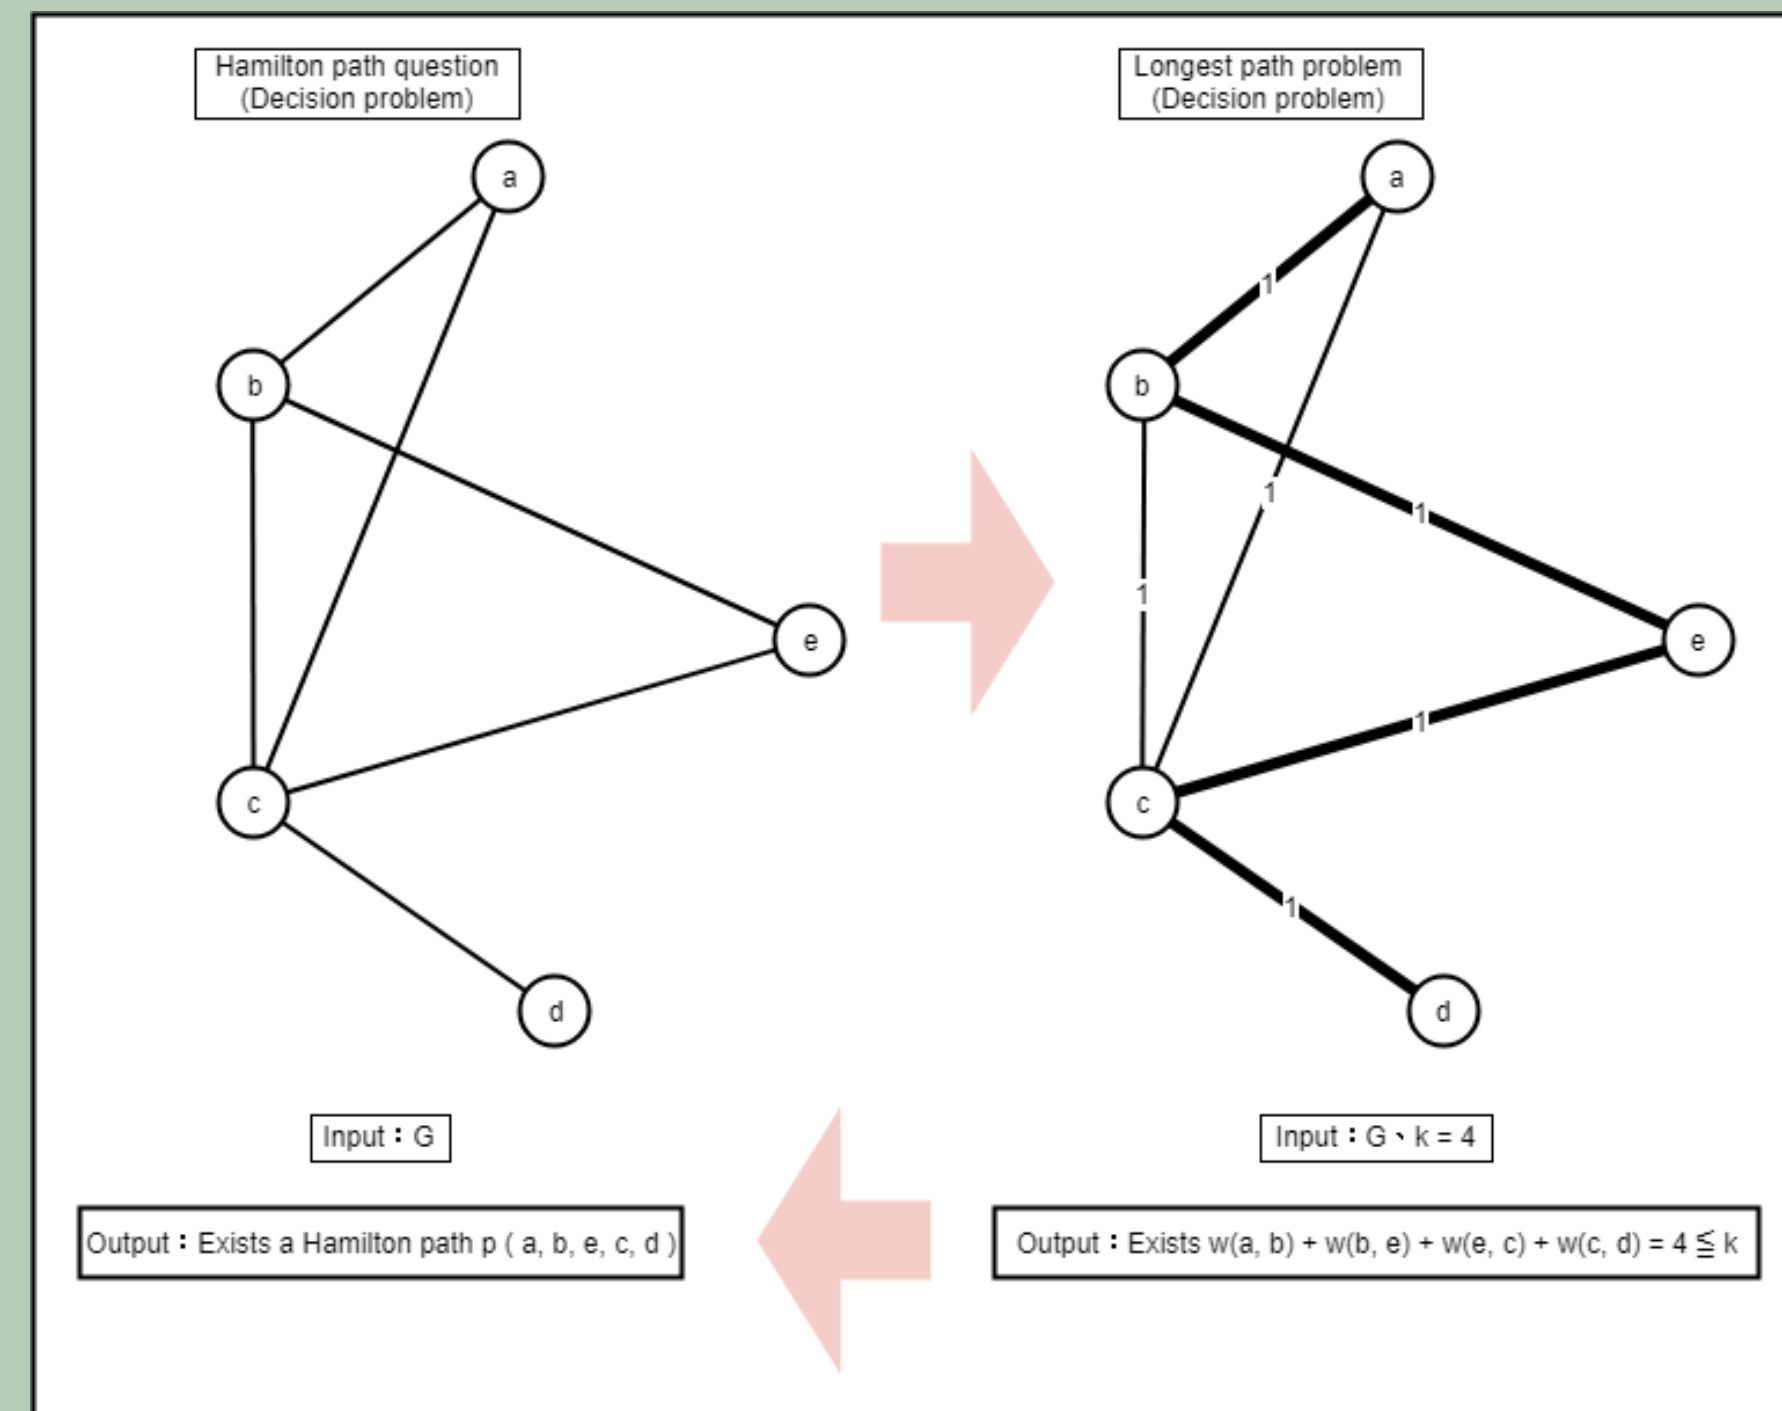 Hamilton path question
(Decision problem)
Longest path problem
(Decision problem)
a
b
e
c
d
a
1
b
1
1
1
e
1
c
1
d
Input：G
Input：G、k = 4
Output：Exists a Hamilton path p ( a, b, e, c, d )
Output：Exists w(a, b) + w(b, e) + w(e, c) + w(c, d) = 4 ≦ k